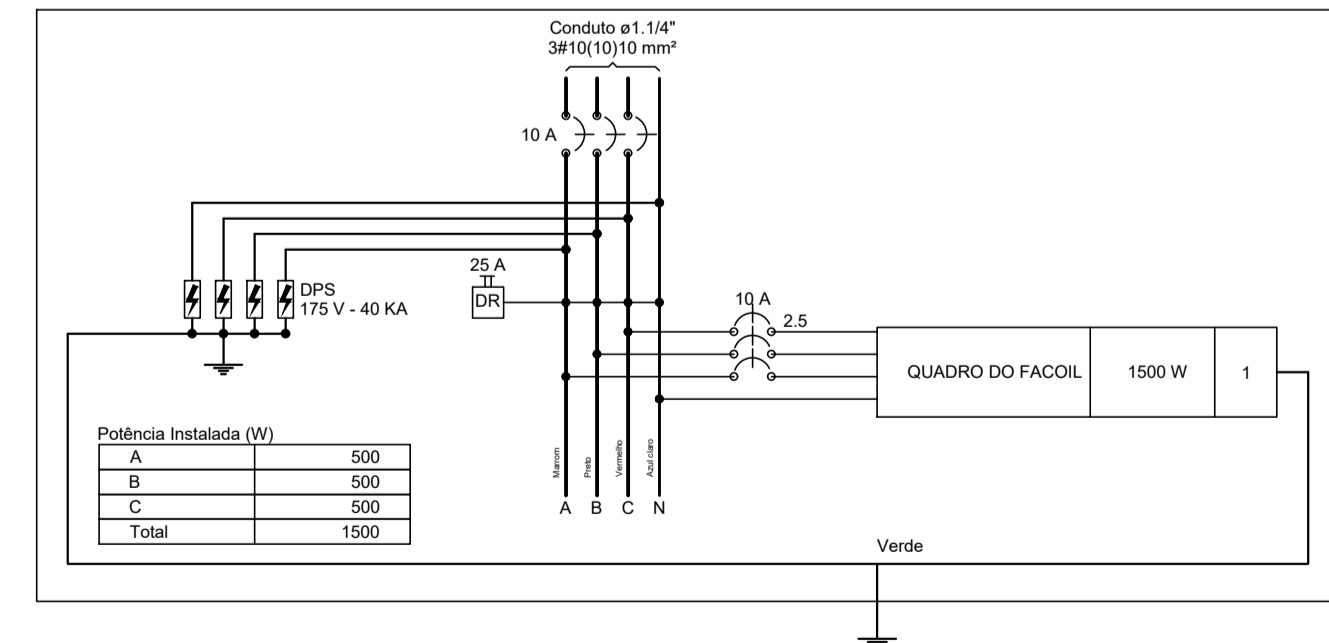 Conduto ø1.1/4"
3#10(10)10 mm²
10 A
25 A
DR
DPS
175 V - 40 KA
10 A
2.5
QUADRO DO FACOIL 1500 W 1
Potência Instalada (W)
A 500
B 500
C 500
Total 1500
Marrom
Preto
Vermelho
Azul claro
A B C N
Verde